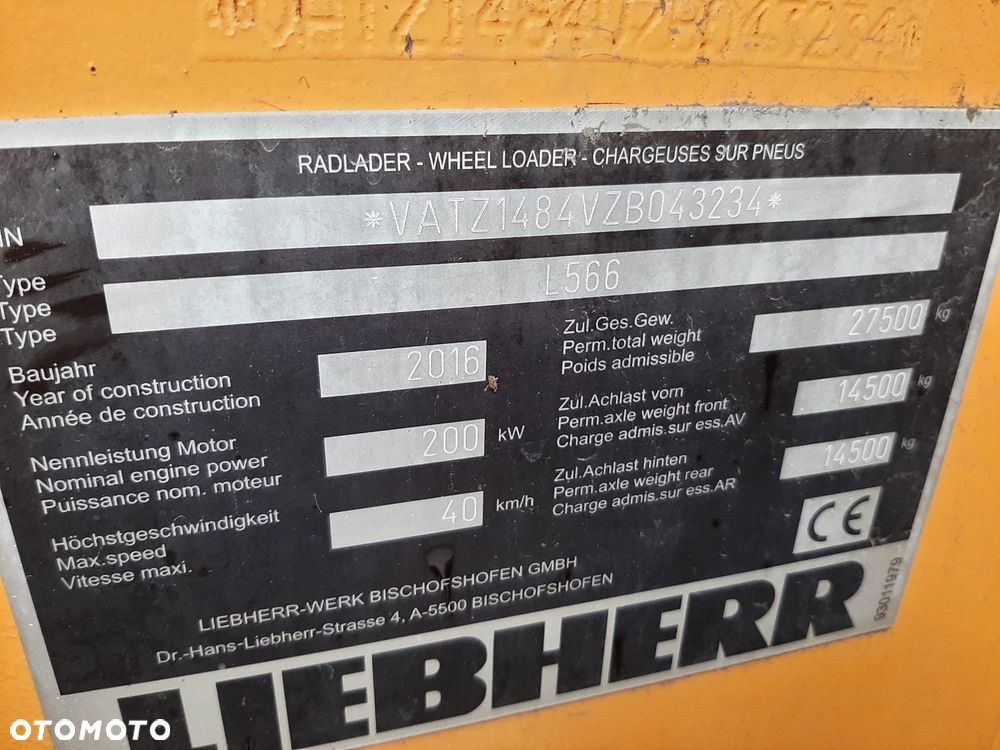 RADLADER - WHEEL LOADER - CHARGEUSES SUR PNEUS
IN *VATZ1484VZB043234*
Type
Type L566
Type
Baujahr
Year of construction 2016
Année de construction
Nennleistung Motor
Nominal engine power 200 kW
Puissance nom. moteur
Höchstgeschwindigkeit
Max.speed 40 km/h
Vitesse maxi.
Zul.Ges.Gew.
Perm.total weight 27500 kg
Poids admissible
Zul.Achlast vorn
Perm.axle weight front 14500 kg
Charge admis.sur ess.AV
Zul.Achlast hinten
Perm.axle weight rear 14500 kg
Charge admis.sur ess.AR
CE
LIEBHERR-WERK BISCHOFSHOFEN GMBH
Dr.-Hans-Liebherr-Strasse 4, A-5500 BISCHOFSHOFEN
93011979
LIEBHERR
OTOMOTO